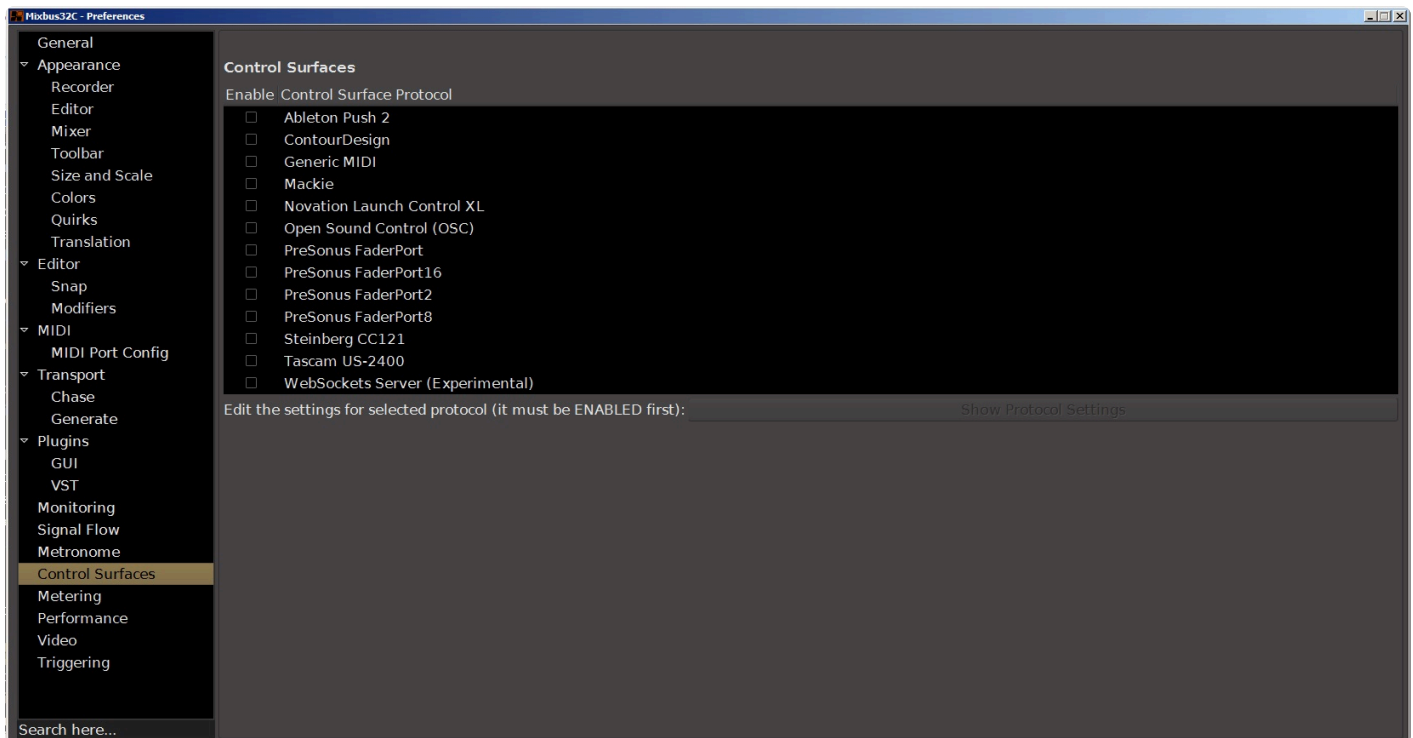 Mixbus32C - Preferences
General
Appearance
Recorder
Editor
Mixer
Toolbar
Size and Scale
Colors
Quirks
Translation
Editor
Snap
Modifiers
MIDI
MIDI Port Config
Transport
Chase
Generate
Plugins
GUI
VST
Monitoring
Signal Flow
Metronome
Control Surfaces
Metering
Performance
Video
Triggering
Search here...
Control Surfaces
Enable Control Surface Protocol
Ableton Push 2
ContourDesign
Generic MIDI
Mackie
Novation Launch Control XL
Open Sound Control (OSC)
PreSonus FaderPort
PreSonus FaderPort16
PreSonus FaderPort2
PreSonus FaderPort8
Steinberg CC121
Tascam US-2400
WebSockets Server (Experimental)
Edit the settings for selected protocol (it must be ENABLED first): Show Protocol Settings